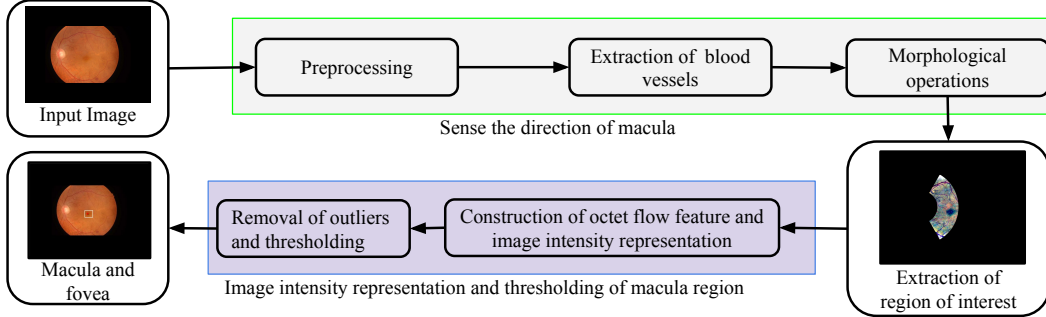 Input Image
Preprocessing
Extraction of blood
vessels
Morphological
operations
Sense the direction of macula
Extraction of
region of interest
Construction of octet flow feature and
image intensity representation
Removal of outliers
and thresholding
Image intensity representation and thresholding of macula region
Macula and
fovea